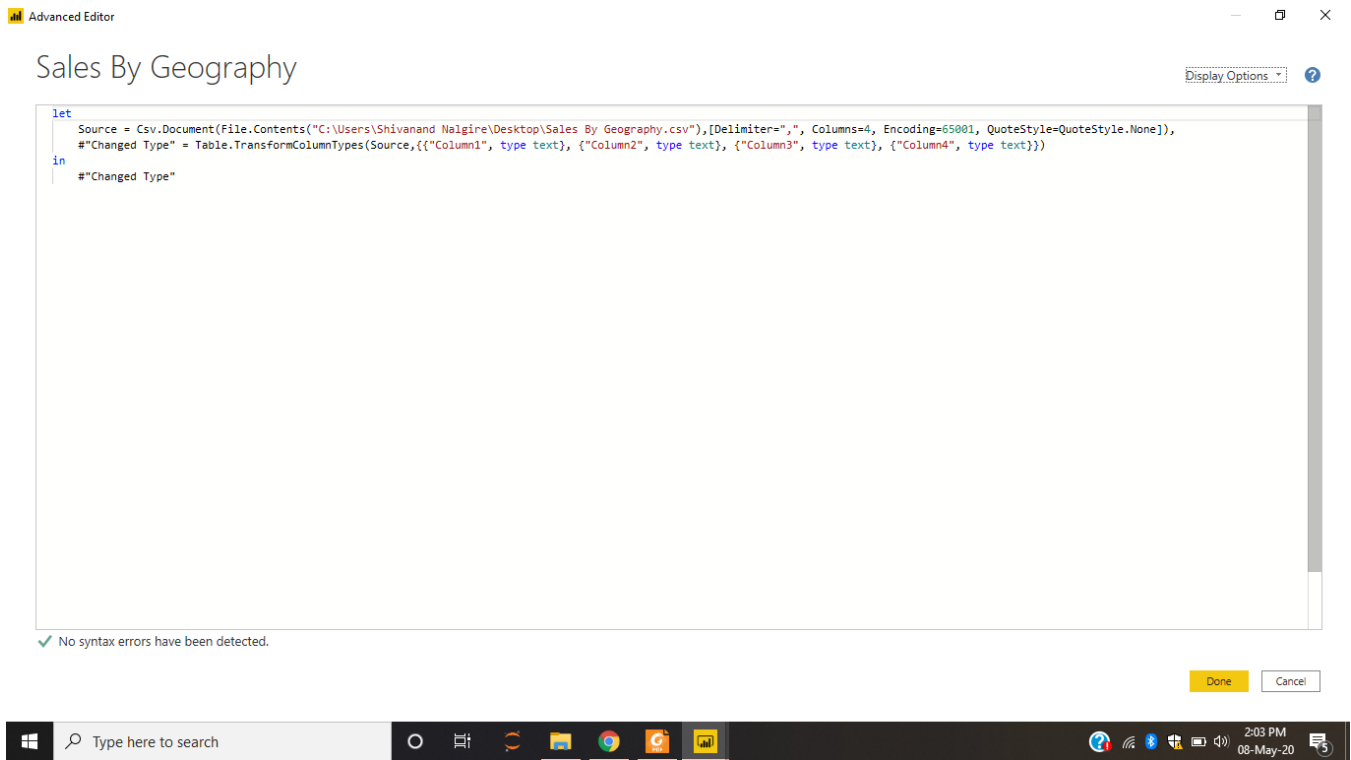 Advanced Editor
Sales By Geography
Display Options
?
let
Source = Csv.Document(File.Contents("C:\Users\Shivanand Nalgire\Desktop\Sales By Geography.csv"),[Delimiter=",", Columns=4, Encoding=65001, QuoteStyle=QuoteStyle.None]),
#"Changed Type" = Table.TransformColumnTypes(Source,{{"Column1", type text}, {"Column2", type text}, {"Column3", type text}, {"Column4", type text}})
in
#"Changed Type"
No syntax errors have been detected.
Done
Cancel
Type here to search
2:03 PM
08-May-20
5